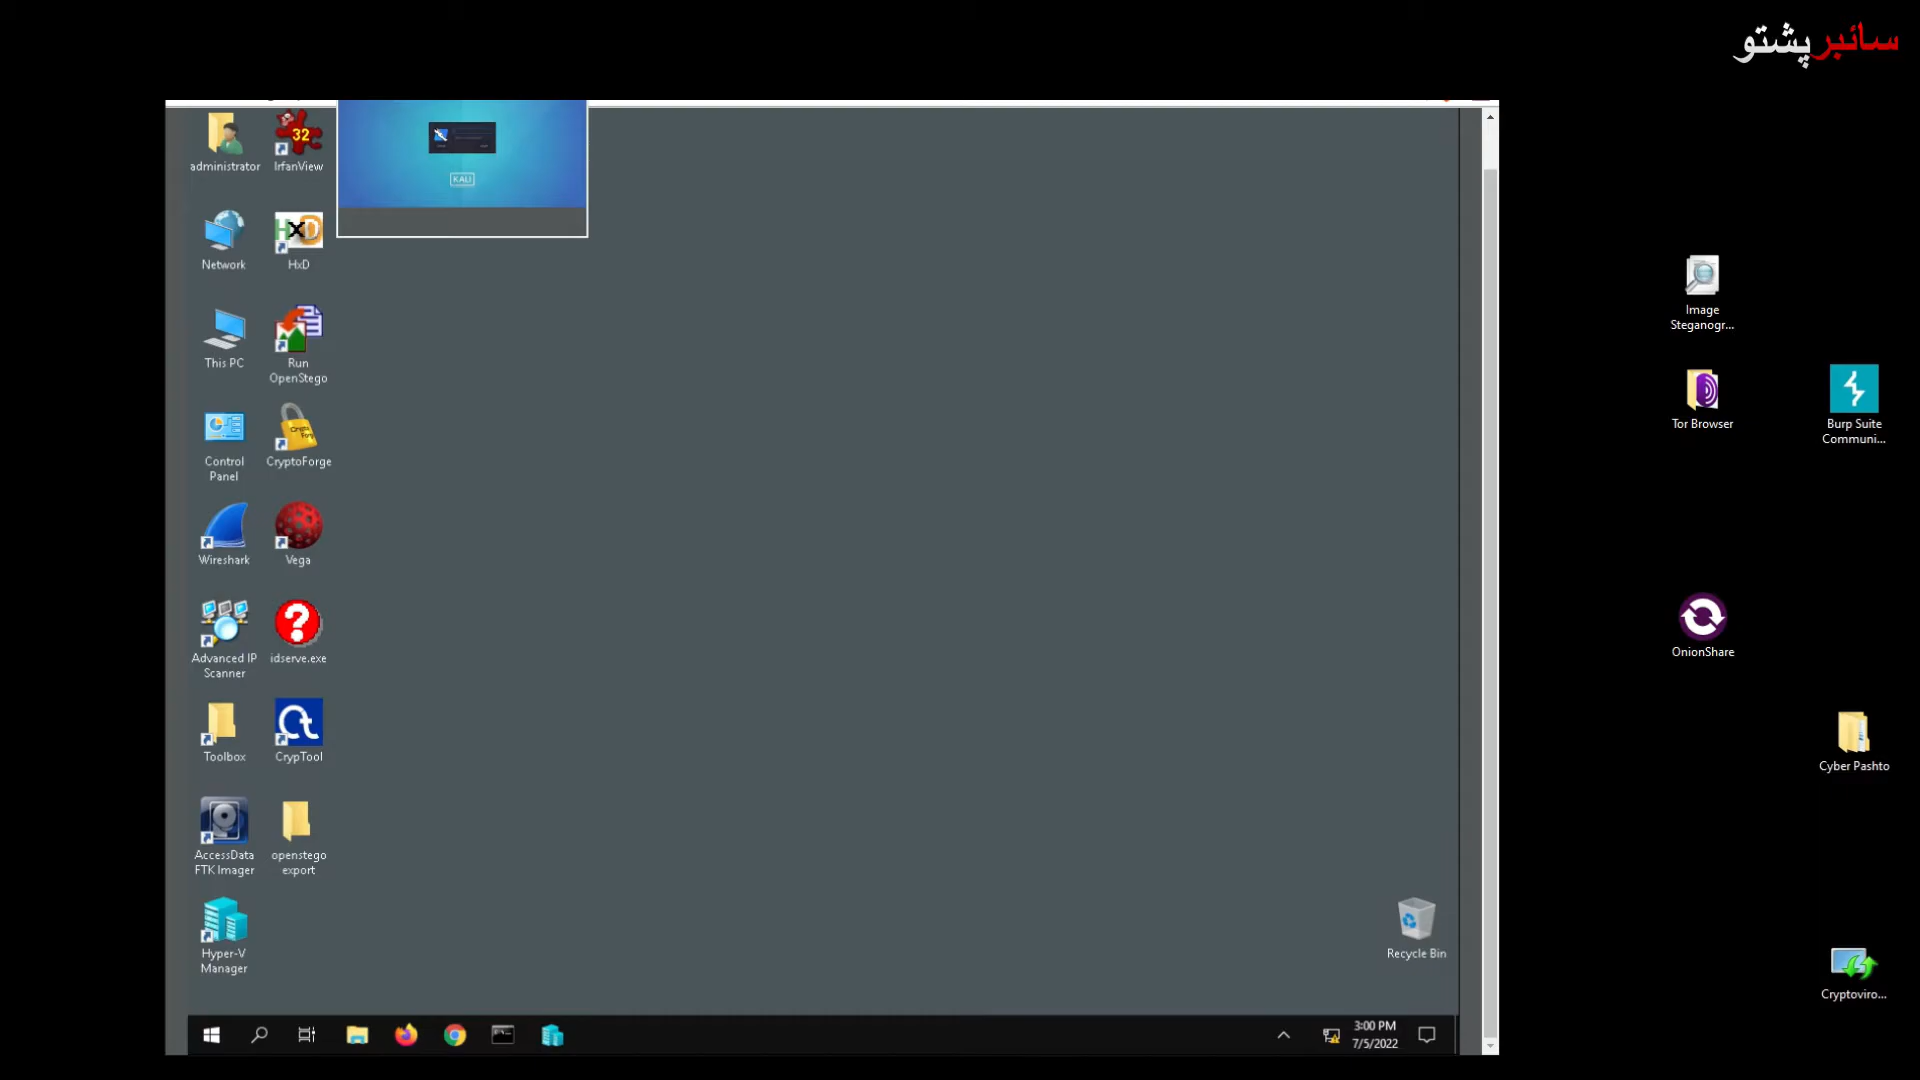 سائبر پشتو
administrator
32
IrfanView
KALI
Network
HxD
HxD
This PC
Run
OpenStego
Control
Panel
CryptoForge
Wireshark
Vega
Advanced IP
Scanner
?
idserve.exe
Toolbox
CrypTool
AccessData
FTK Imager
openstego
export
Hyper-V
Manager
Recycle Bin
3:00 PM
7/5/2022
Image
Steganogr...
Tor Browser
Burp Suite
Communi...
OnionShare
Cyber Pashto
Cryptoviro...